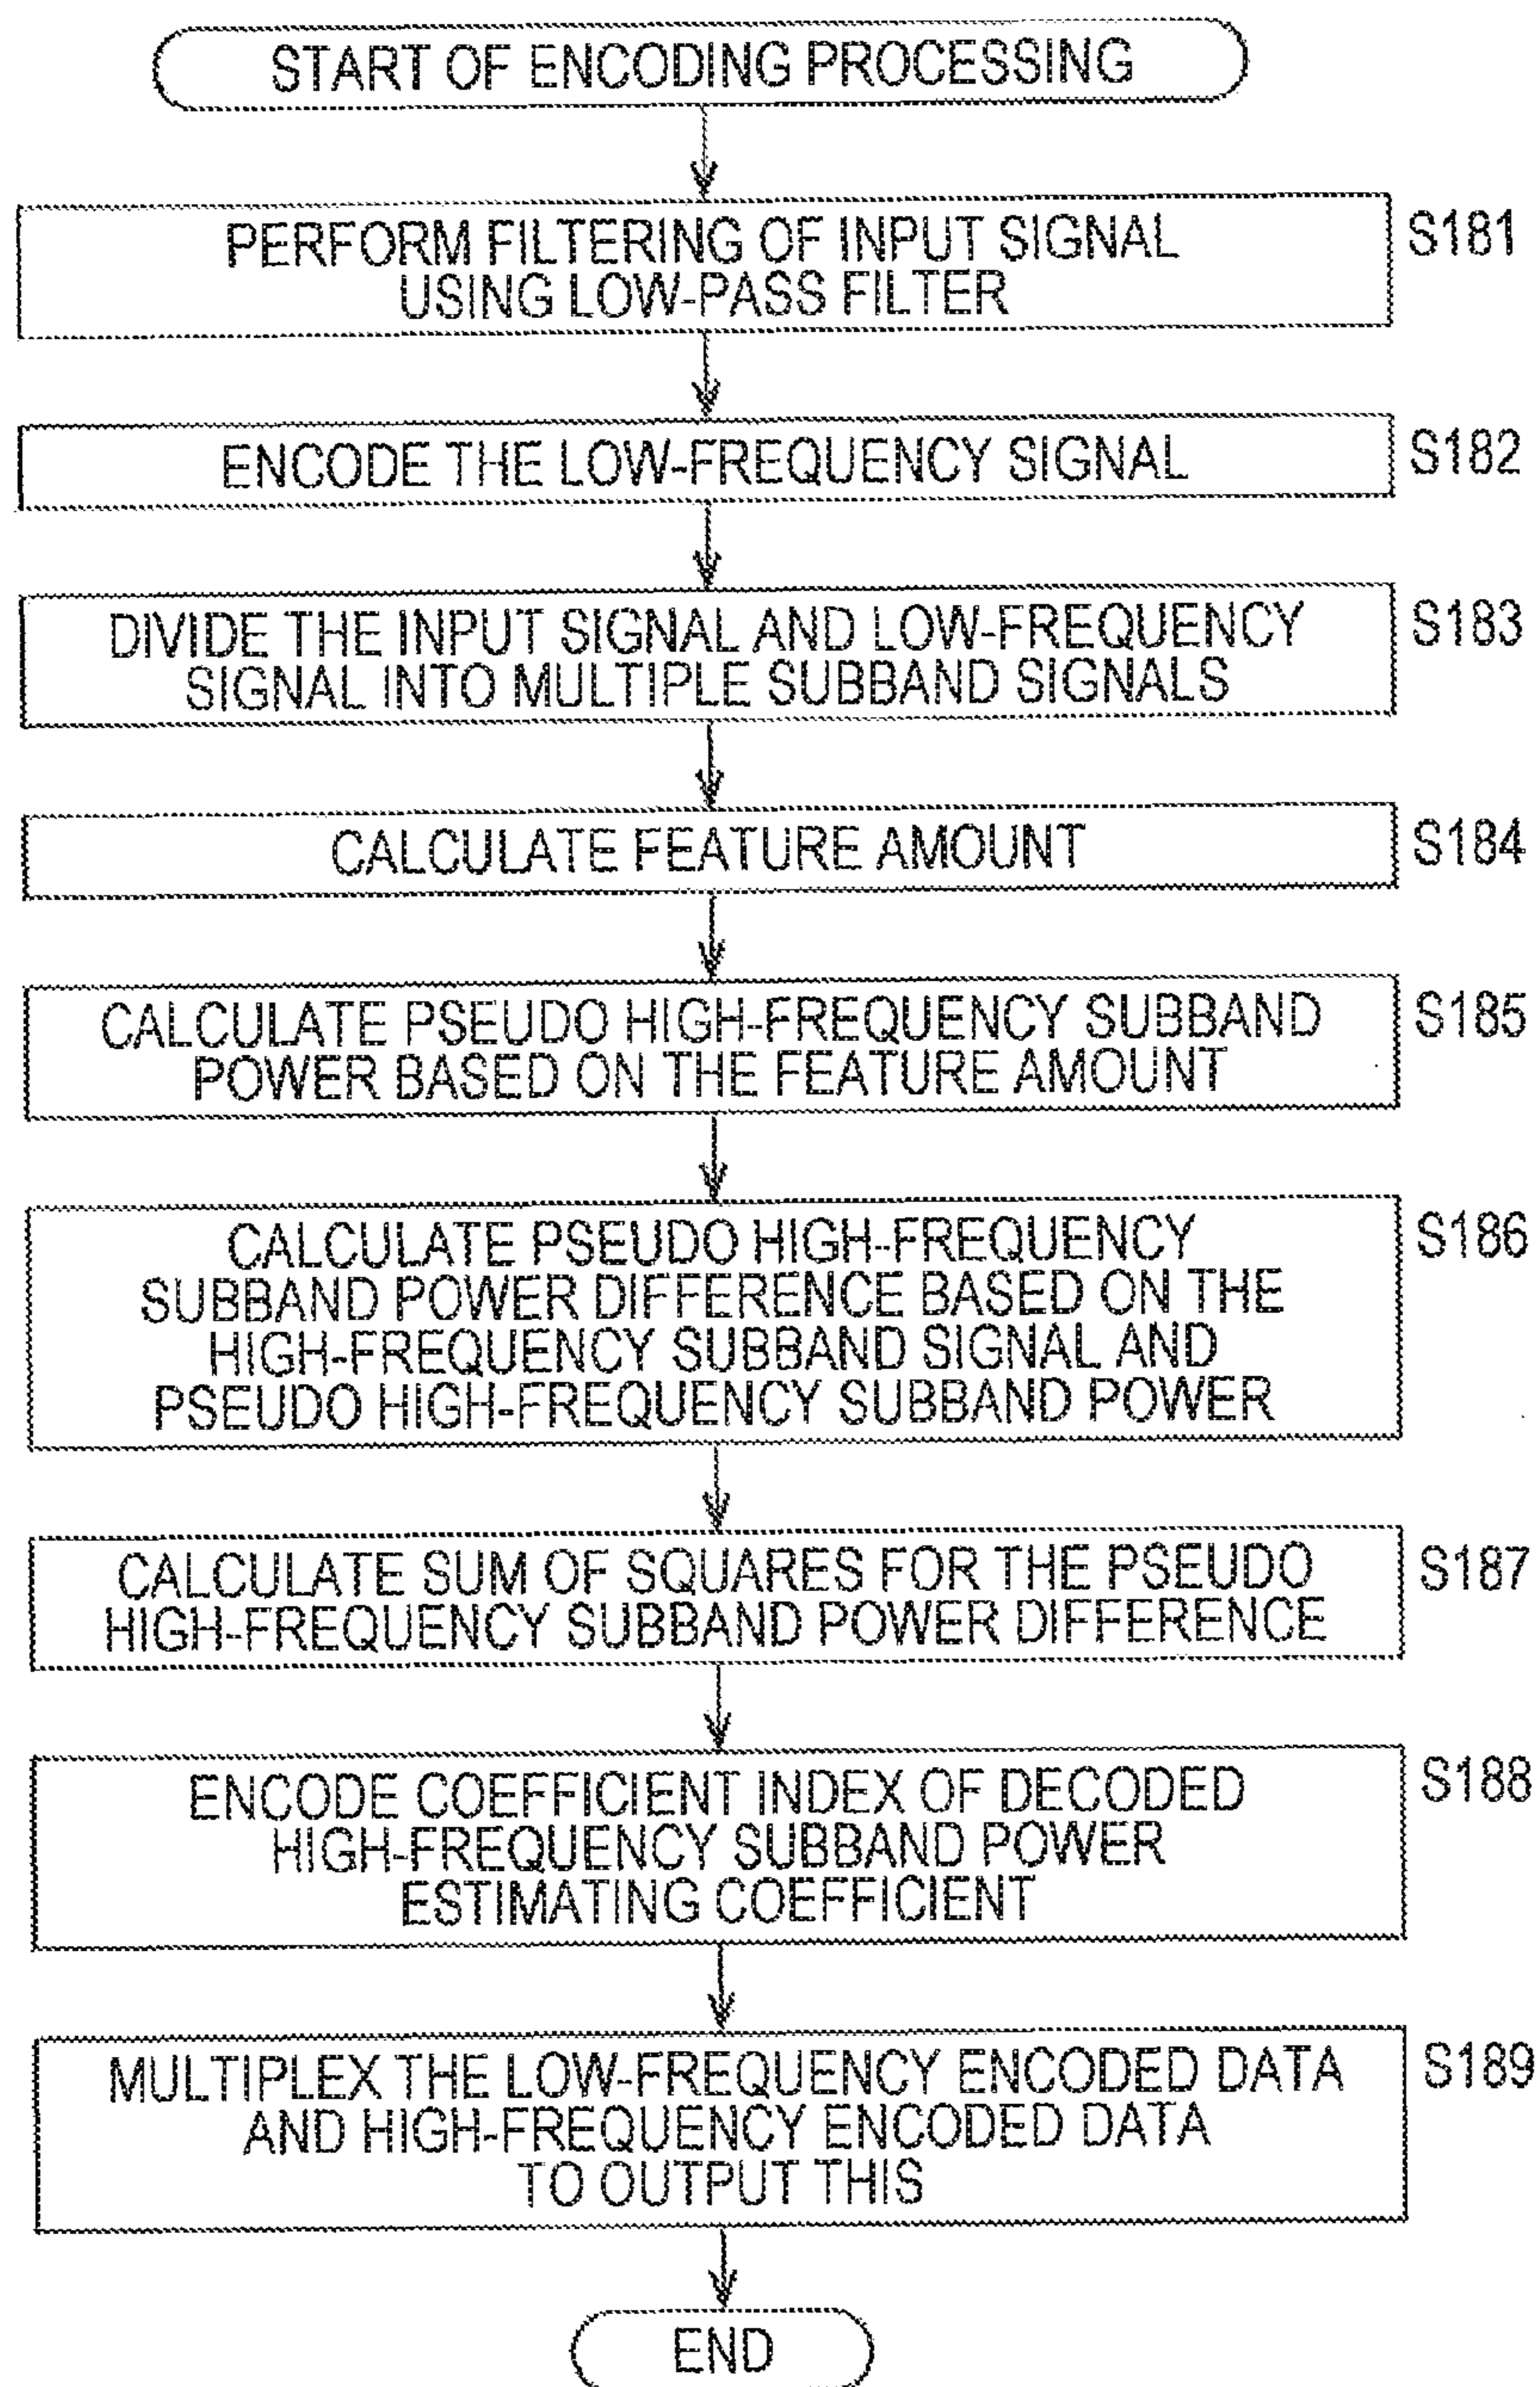 START OF ENCODING PROCESSING
PERFORM FILTERING OF INPUT SIGNAL
USING LOW-PASS FILTER
S181
ENCODE THE LOW-FREQUENCY SIGNAL
S182
DIVIDE THE INPUT SIGNAL AND LOW-FREQUENCY
SIGNAL INTO MULTIPLE SUBBAND SIGNALS
S183
CALCULATE FEATURE AMOUNT
S184
CALCULATE PSEUDO HIGH-FREQUENCY SUBBAND
POWER BASED ON THE FEATURE AMOUNT
S185
CALCULATE PSEUDO HIGH-FREQUENCY
SUBBAND POWER DIFFERENCE BASED ON THE
HIGH-FREQUENCY SUBBAND SIGNAL AND
PSEUDO HIGH-FREQUENCY SUBBAND POWER
S186
CALCULATE SUM OF SQUARES FOR THE PSEUDO
HIGH-FREQUENCY SUBBAND POWER DIFFERENCE
S187
ENCODE COEFFICIENT INDEX OF DECODED
HIGH-FREQUENCY SUBBAND POWER
ESTIMATING COEFFICIENT
S188
MULTIPLEX THE LOW-FREQUENCY ENCODED DATA
AND HIGH-FREQUENCY ENCODED DATA
TO OUTPUT THIS
S189
END